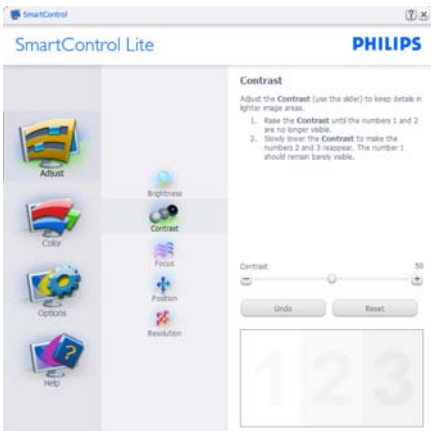 SmartControl
SmartControl Lite
PHILIPS
Adjust
Color
Options
Help
Brightness
Contrast
Focus
Position
Resolution
Contrast
Adjust the Contrast (use the slider) to keep details in
lighter image areas.
1. Raise the Contrast until the numbers 1 and 2
are no longer visible.
2. Slowly lower the Contrast to make the
numbers 2 and 3 reappear. The number 1
should remain barely visible.
Contrast 50
Undo Reset
1 2 3